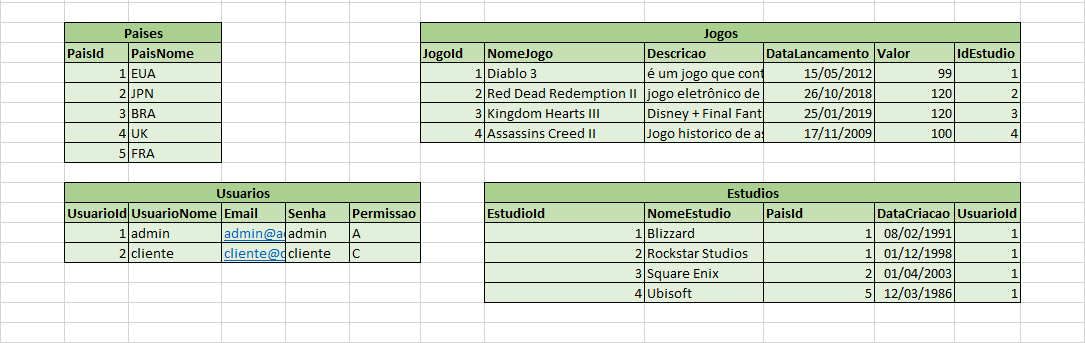 Paises
PaisId PaisNome
1 EUA
2 JPN
3 BRA
4 UK
5 FRA
Jogos
JogoId NomeJogo Descricao DataLancamento Valor IdEstudio
1 Diablo 3 é um jogo que cont 15/05/2012 99 1
2 Red Dead Redemption II jogo eletrônico de 26/10/2018 120 2
3 Kingdom Hearts III Disney + Final Fant 25/01/2019 120 3
4 Assassins Creed II Jogo historico de as 17/11/2009 100 4
Usuarios
UsuarioId UsuarioNome Email Senha Permissao
1 admin admin@ad admin A
2 cliente cliente@c cliente C
Estudios
EstudioId NomeEstudio PaisId DataCriacao UsuarioId
1 Blizzard 1 08/02/1991 1
2 Rockstar Studios 1 01/12/1998 1
3 Square Enix 2 01/04/2003 1
4 Ubisoft 5 12/03/1986 1